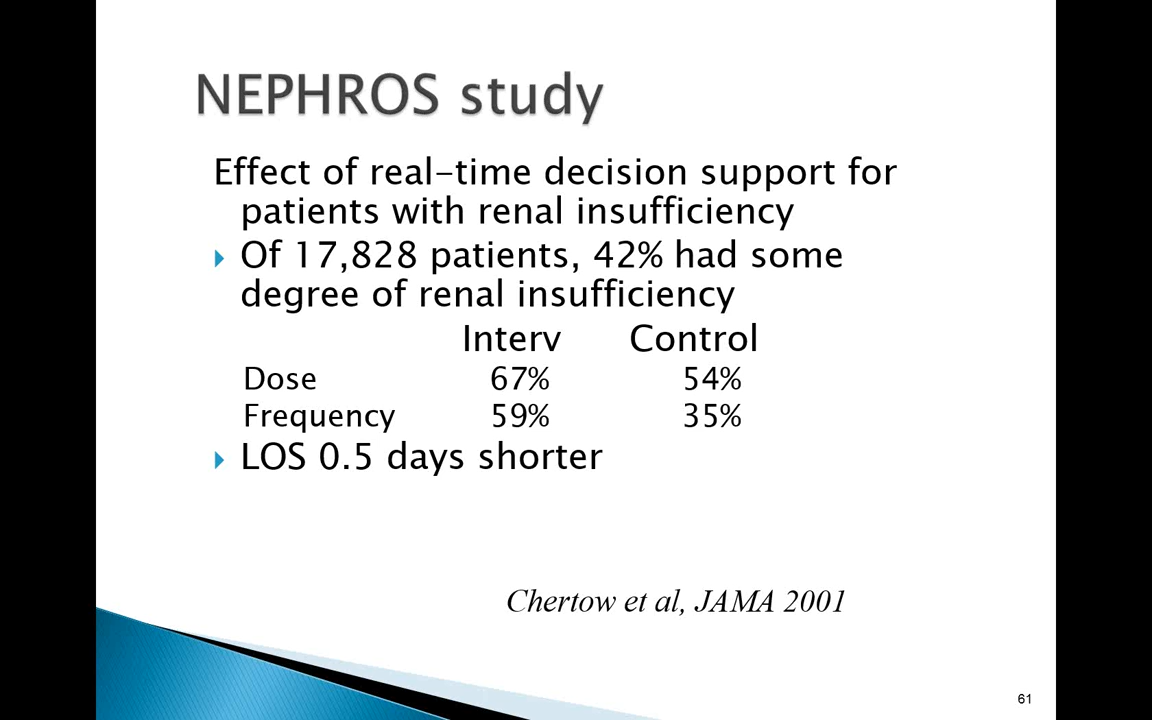 NEPHROS study
Effect of real-time decision support for
patients with renal insufficiency
Of 17,828 patients, 42% had some
degree of renal insufficiency
Interv Control
Dose 67% 54%
Frequency 59% 35%
LOS 0.5 days shorter
Chertow et al, JAMA 2001
61